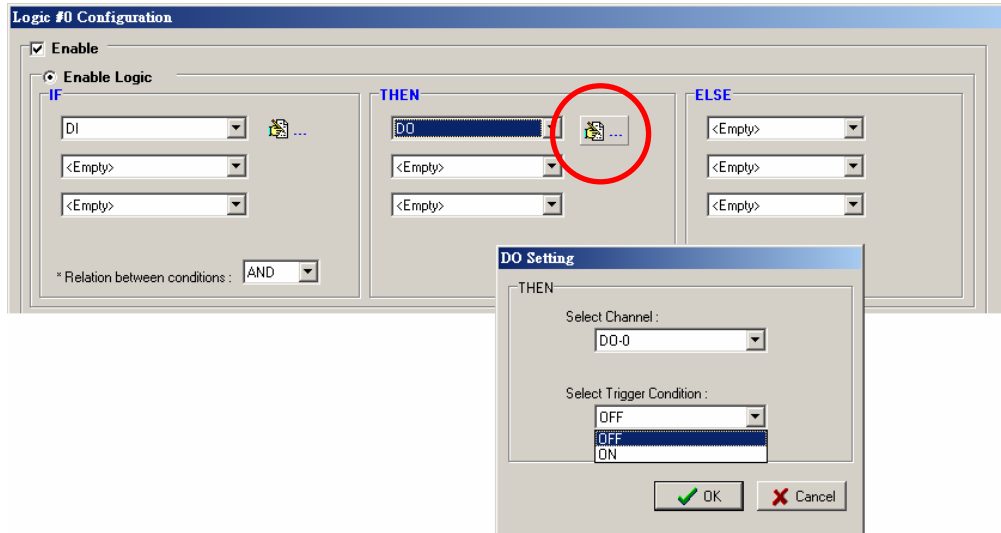 Logic #0 Configuration
Enable
Enable Logic
IF
DI
...
<Empty>
<Empty>
* Relation between conditions : AND
THEN
DO
...
<Empty>
<Empty>
ELSE
<Empty>
<Empty>
<Empty>
DO Setting
THEN
Select Channel :
DO-0
Select Trigger Condition :
OFF
OFF
ON
OK Cancel